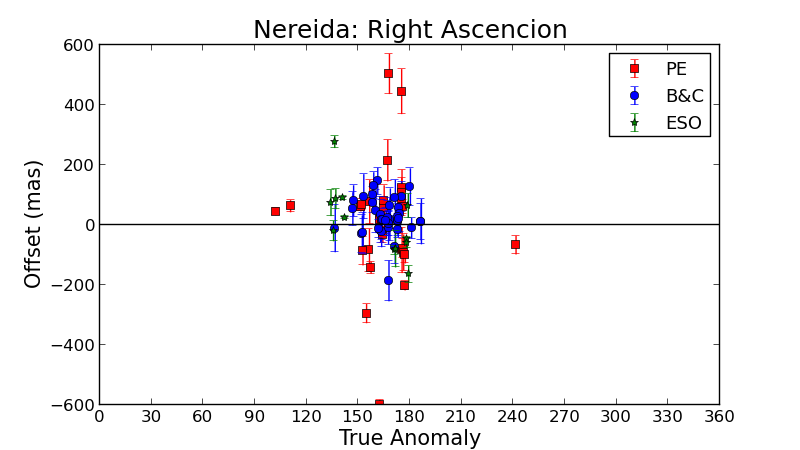 Nereida: Right Ascencion
600
400
200
0
−200
−400
−600
Offset (mas)
PE
B&C
ESO
0 30 60 90 120 150 180 210 240 270 300 330 360
True Anomaly